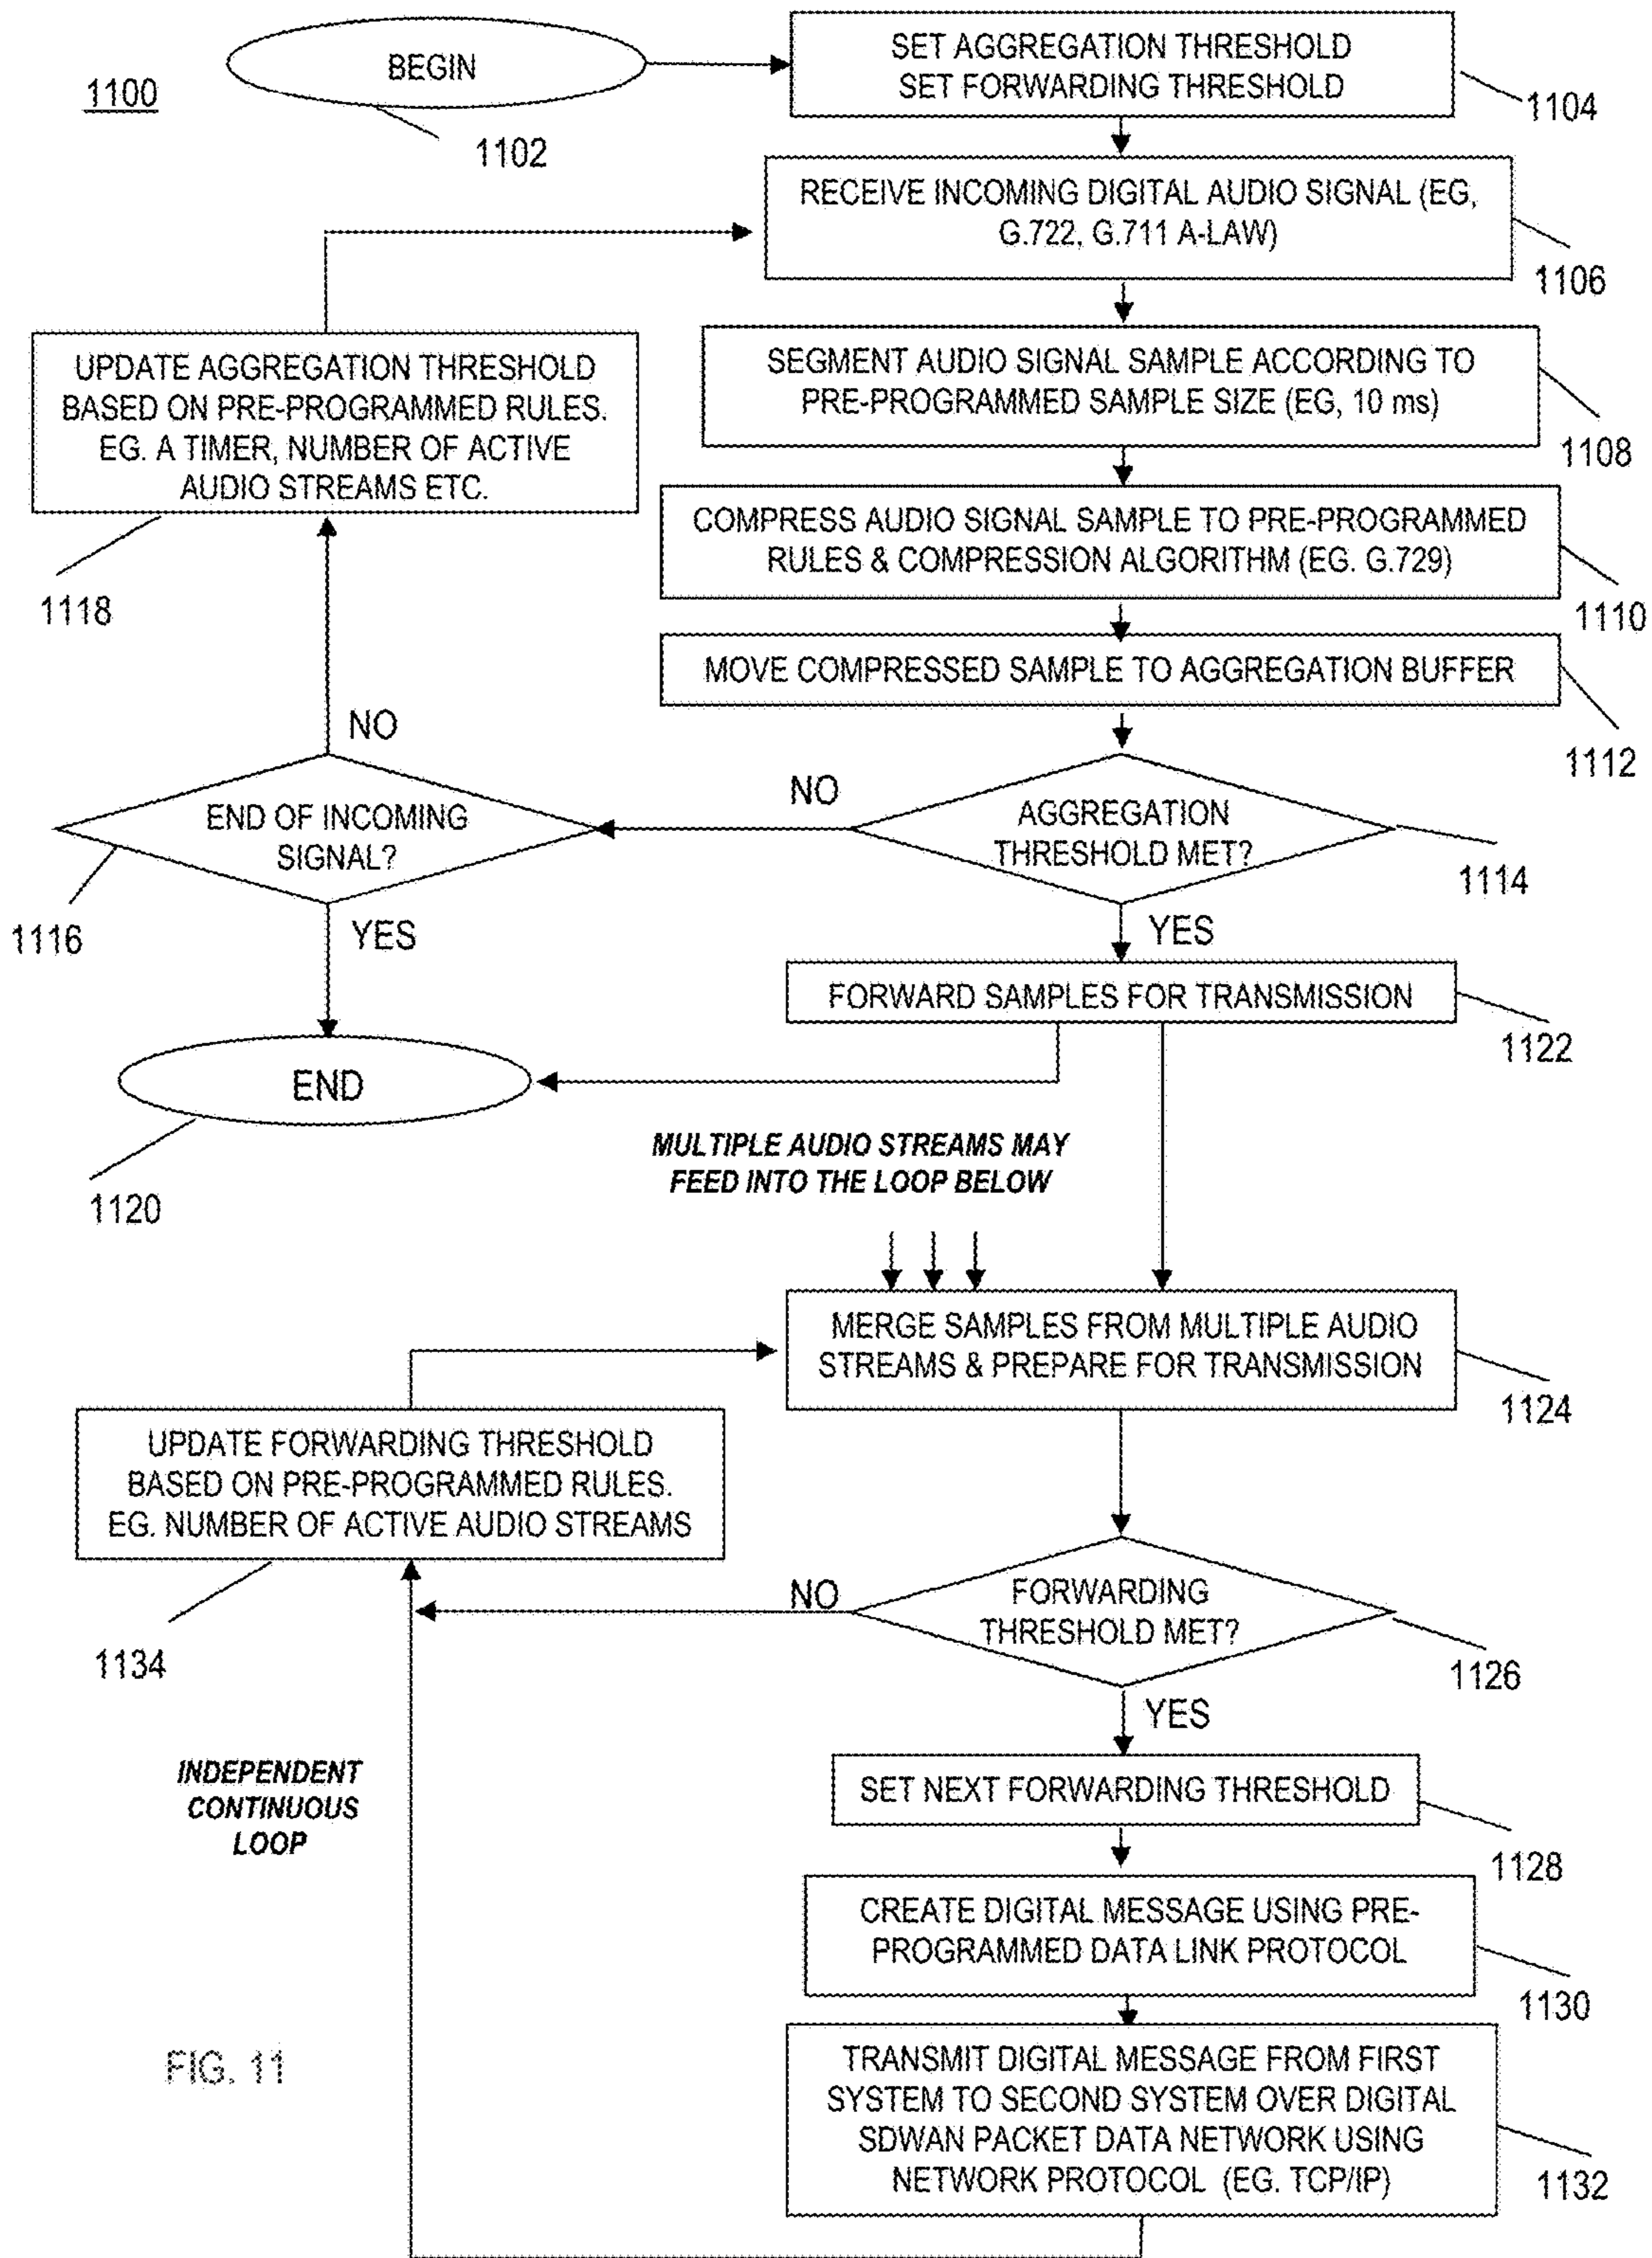 1100
BEGIN
1102
SET AGGREGATION THRESHOLD
SET FORWARDING THRESHOLD
1104
RECEIVE INCOMING DIGITAL AUDIO SIGNAL (EG,
G.722, G.711 A-LAW)
1106
SEGMENT AUDIO SIGNAL SAMPLE ACCORDING TO
PRE-PROGRAMMED SAMPLE SIZE (EG, 10 ms)
1108
COMPRESS AUDIO SIGNAL SAMPLE TO PRE-PROGRAMMED
RULES & COMPRESSION ALGORITHM (EG. G.729)
1110
MOVE COMPRESSED SAMPLE TO AGGREGATION BUFFER
1112
AGGREGATION
THRESHOLD MET?
1114
NO
YES
END OF INCOMING
SIGNAL?
1116
NO
YES
UPDATE AGGREGATION THRESHOLD
BASED ON PRE-PROGRAMMED RULES.
EG. A TIMER, NUMBER OF ACTIVE
AUDIO STREAMS ETC.
1118
END
1120
FORWARD SAMPLES FOR TRANSMISSION
1122
MULTIPLE AUDIO STREAMS MAY
FEED INTO THE LOOP BELOW
MERGE SAMPLES FROM MULTIPLE AUDIO
STREAMS & PREPARE FOR TRANSMISSION
1124
UPDATE FORWARDING THRESHOLD
BASED ON PRE-PROGRAMMED RULES.
EG. NUMBER OF ACTIVE AUDIO STREAMS
1134
FORWARDING
THRESHOLD MET?
1126
NO
YES
INDEPENDENT
CONTINUOUS
LOOP
SET NEXT FORWARDING THRESHOLD
1128
CREATE DIGITAL MESSAGE USING PRE-
PROGRAMMED DATA LINK PROTOCOL
1130
TRANSMIT DIGITAL MESSAGE FROM FIRST
SYSTEM TO SECOND SYSTEM OVER DIGITAL
SDWAN PACKET DATA NETWORK USING
NETWORK PROTOCOL (EG. TCP/IP)
1132
FIG. 11